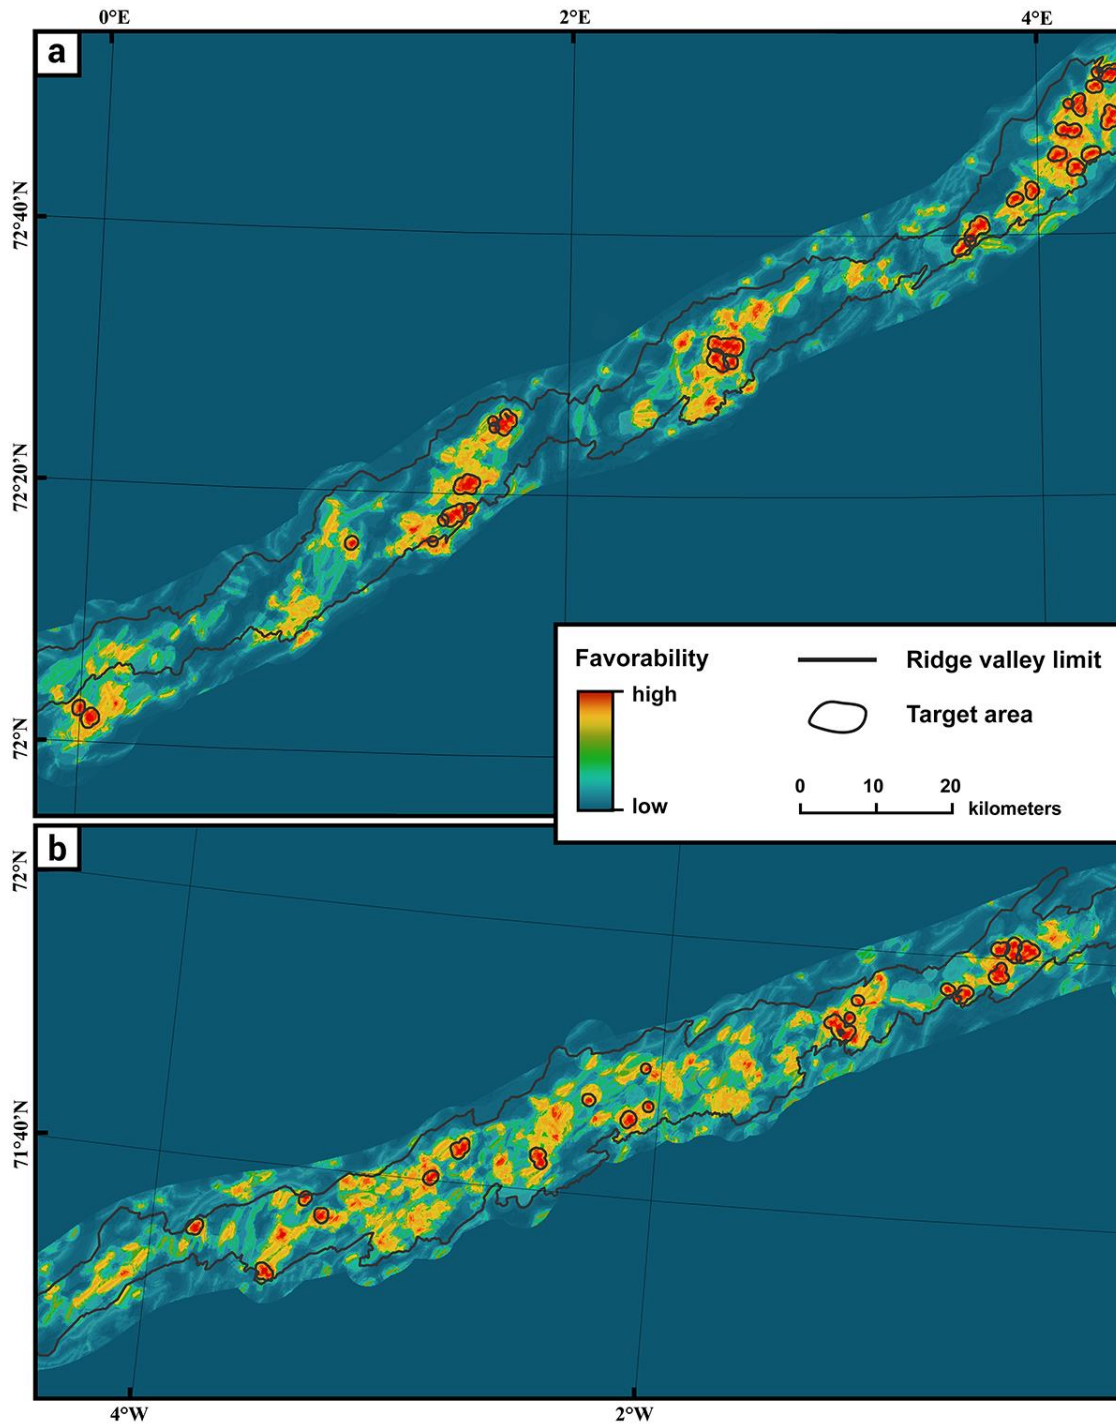 0°E 2°E 4°E
a
72°40'N
72°20'N
72°N
Favorability
high
low
Ridge valley limit
Target area
0 10 20
kilometers
b
72°N
71°40'N
4°W 2°W